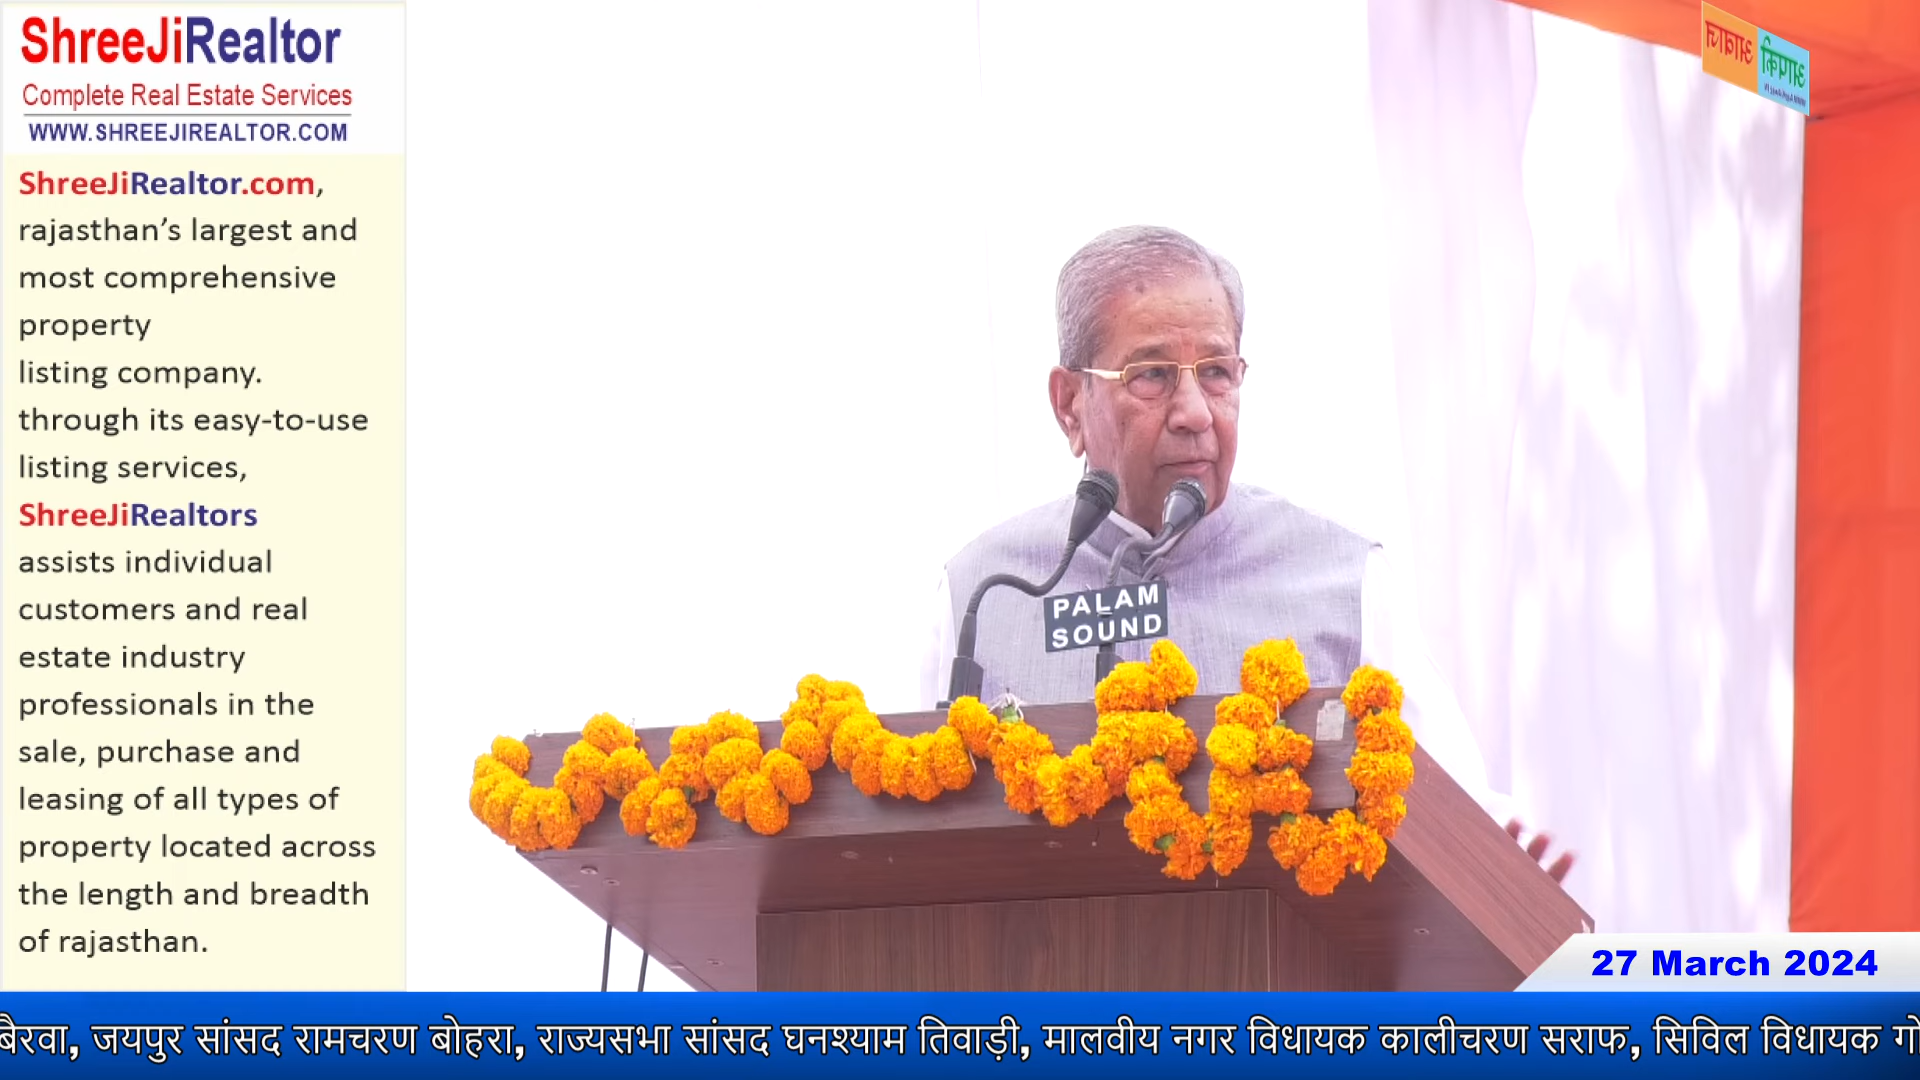 ShreeJiRealtor
Complete Real Estate Services
WWW.SHREEJIREALTOR.COM
ShreeJiRealtor.com,
rajasthan’s largest and
most comprehensive
property
listing company.
through its easy-to-use
listing services,
ShreeJiRealtors
assists individual
customers and real
estate industry
professionals in the
sale, purchase and
leasing of all types of
property located across
the length and breadth
of rajasthan.
आपकी आवाज
PALAM
SOUND
27 March 2024
बैरवा, जयपुर सांसद रामचरण बोहरा, राज्यसभा सांसद घनश्याम तिवाड़ी, मालवीय नगर विधायक कालीचरण सराफ, सिविल विधायक